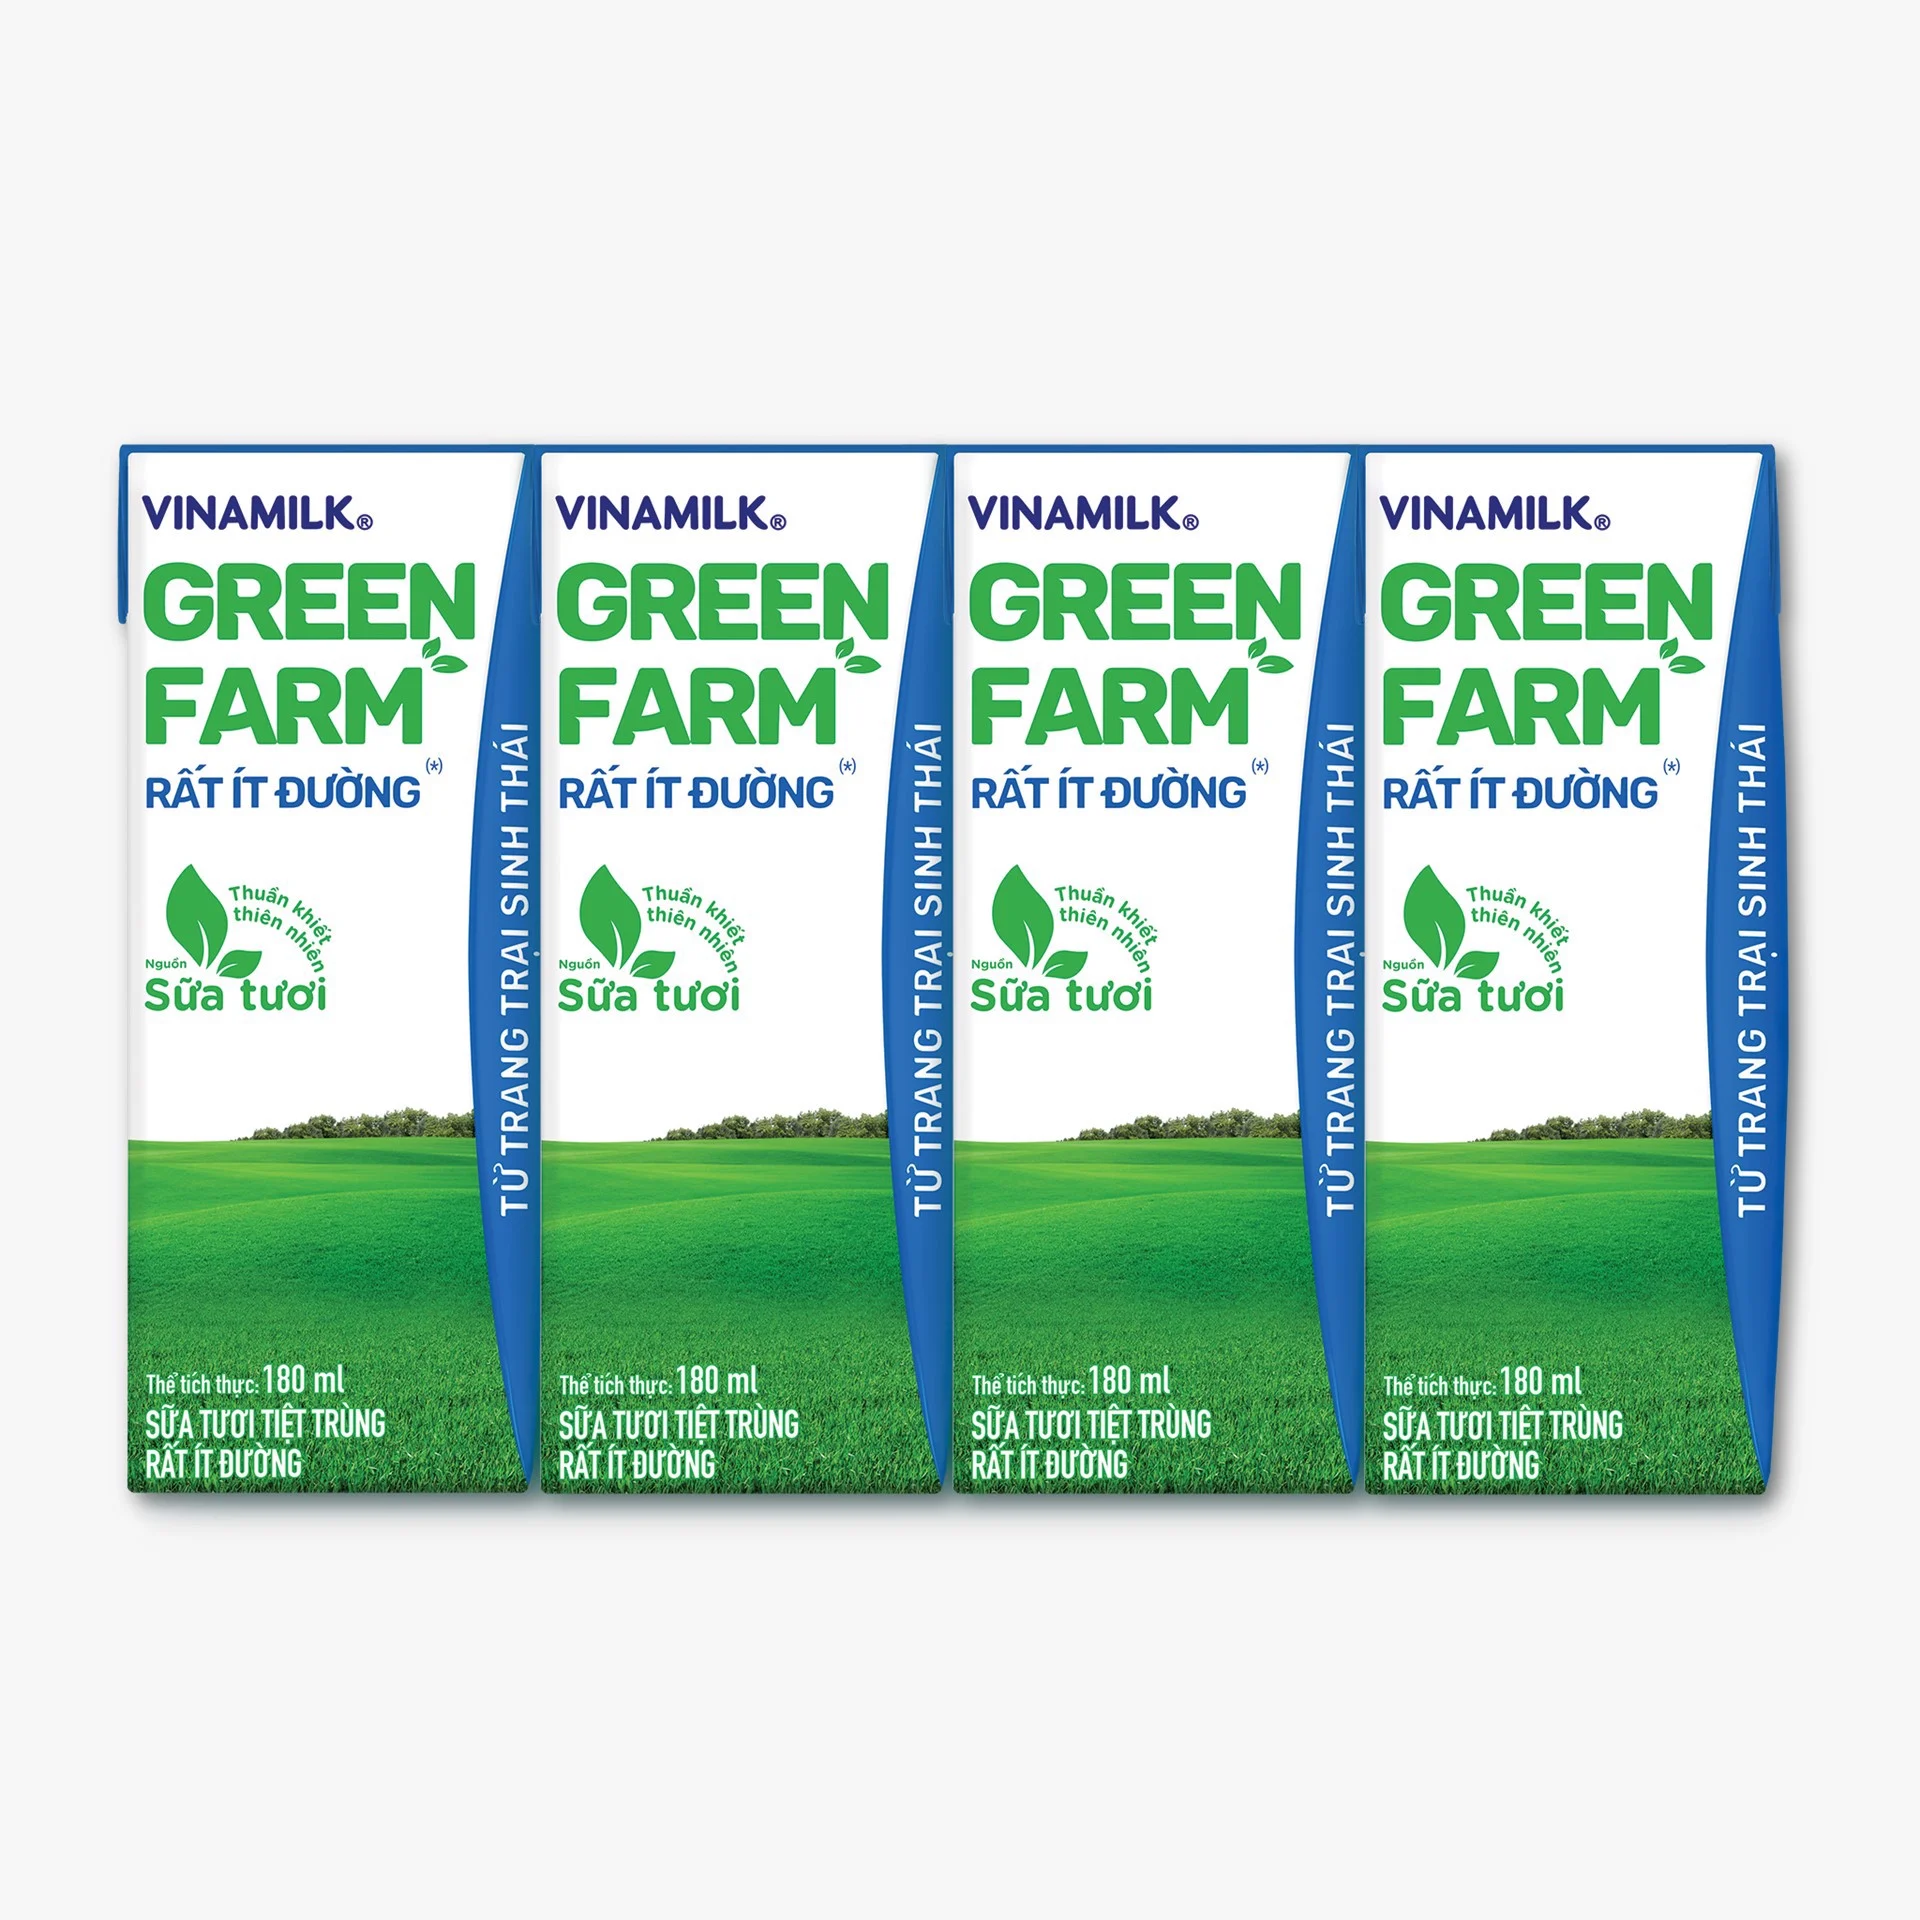 VINAMILK®
GREEN
FARM
RẤT ÍT ĐƯỜNG(*)
Thuần khiết
thiên nhiên
Nguồn
Sữa tươi
TỪ TRANG TRẠI SINH THÁI
Thể tích thực: 180 ml
SỮA TƯƠI TIỆT TRÙNG
RẤT ÍT ĐƯỜNG
VINAMILK®
GREEN
FARM
RẤT ÍT ĐƯỜNG(*)
Thuần khiết
thiên nhiên
Nguồn
Sữa tươi
TỪ TRANG TRẠI SINH THÁI
Thể tích thực: 180 ml
SỮA TƯƠI TIỆT TRÙNG
RẤT ÍT ĐƯỜNG
VINAMILK®
GREEN
FARM
RẤT ÍT ĐƯỜNG(*)
Thuần khiết
thiên nhiên
Nguồn
Sữa tươi
TỪ TRANG TRẠI SINH THÁI
Thể tích thực: 180 ml
SỮA TƯƠI TIỆT TRÙNG
RẤT ÍT ĐƯỜNG
VINAMILK®
GREEN
FARM
RẤT ÍT ĐƯỜNG(*)
Thuần khiết
thiên nhiên
Nguồn
Sữa tươi
TỪ TRANG TRẠI SINH THÁI
Thể tích thực: 180 ml
SỮA TƯƠI TIỆT TRÙNG
RẤT ÍT ĐƯỜNG